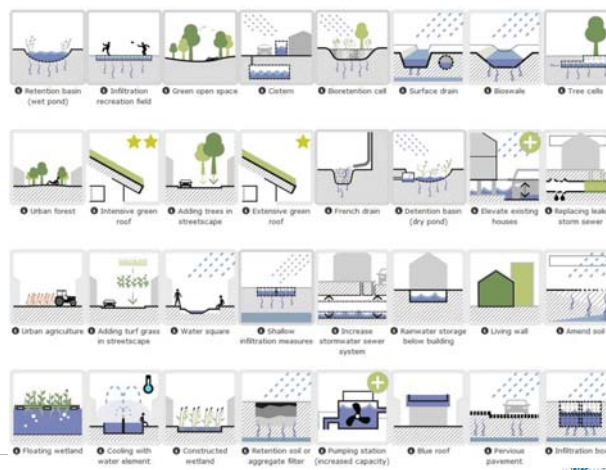 Retention basin
(wet pond)
Infiltration
recreation field
Green open space
Cistern
Bioretention cell
Surface drain
Bioswale
Tree cells
Urban forest
Intensive green
roof
Adding trees in
streetscape
Extensive green
roof
French drain
Detention basin
(dry pond)
Elevate existing
houses
Replacing leak
storm sewer
Urban agriculture
Adding turf grass
in streetscape
Water square
Shallow
infiltration measures
Increase
stormwater sewer
system
Rainwater storage
below building
Living wall
Amend soil
Floating wetland
Cooling with
water element
Constructed
wetland
Retention soil or
aggregate filter
Pumping station
(increased capacity)
Blue roof
Pervious
pavement
Infiltration bo